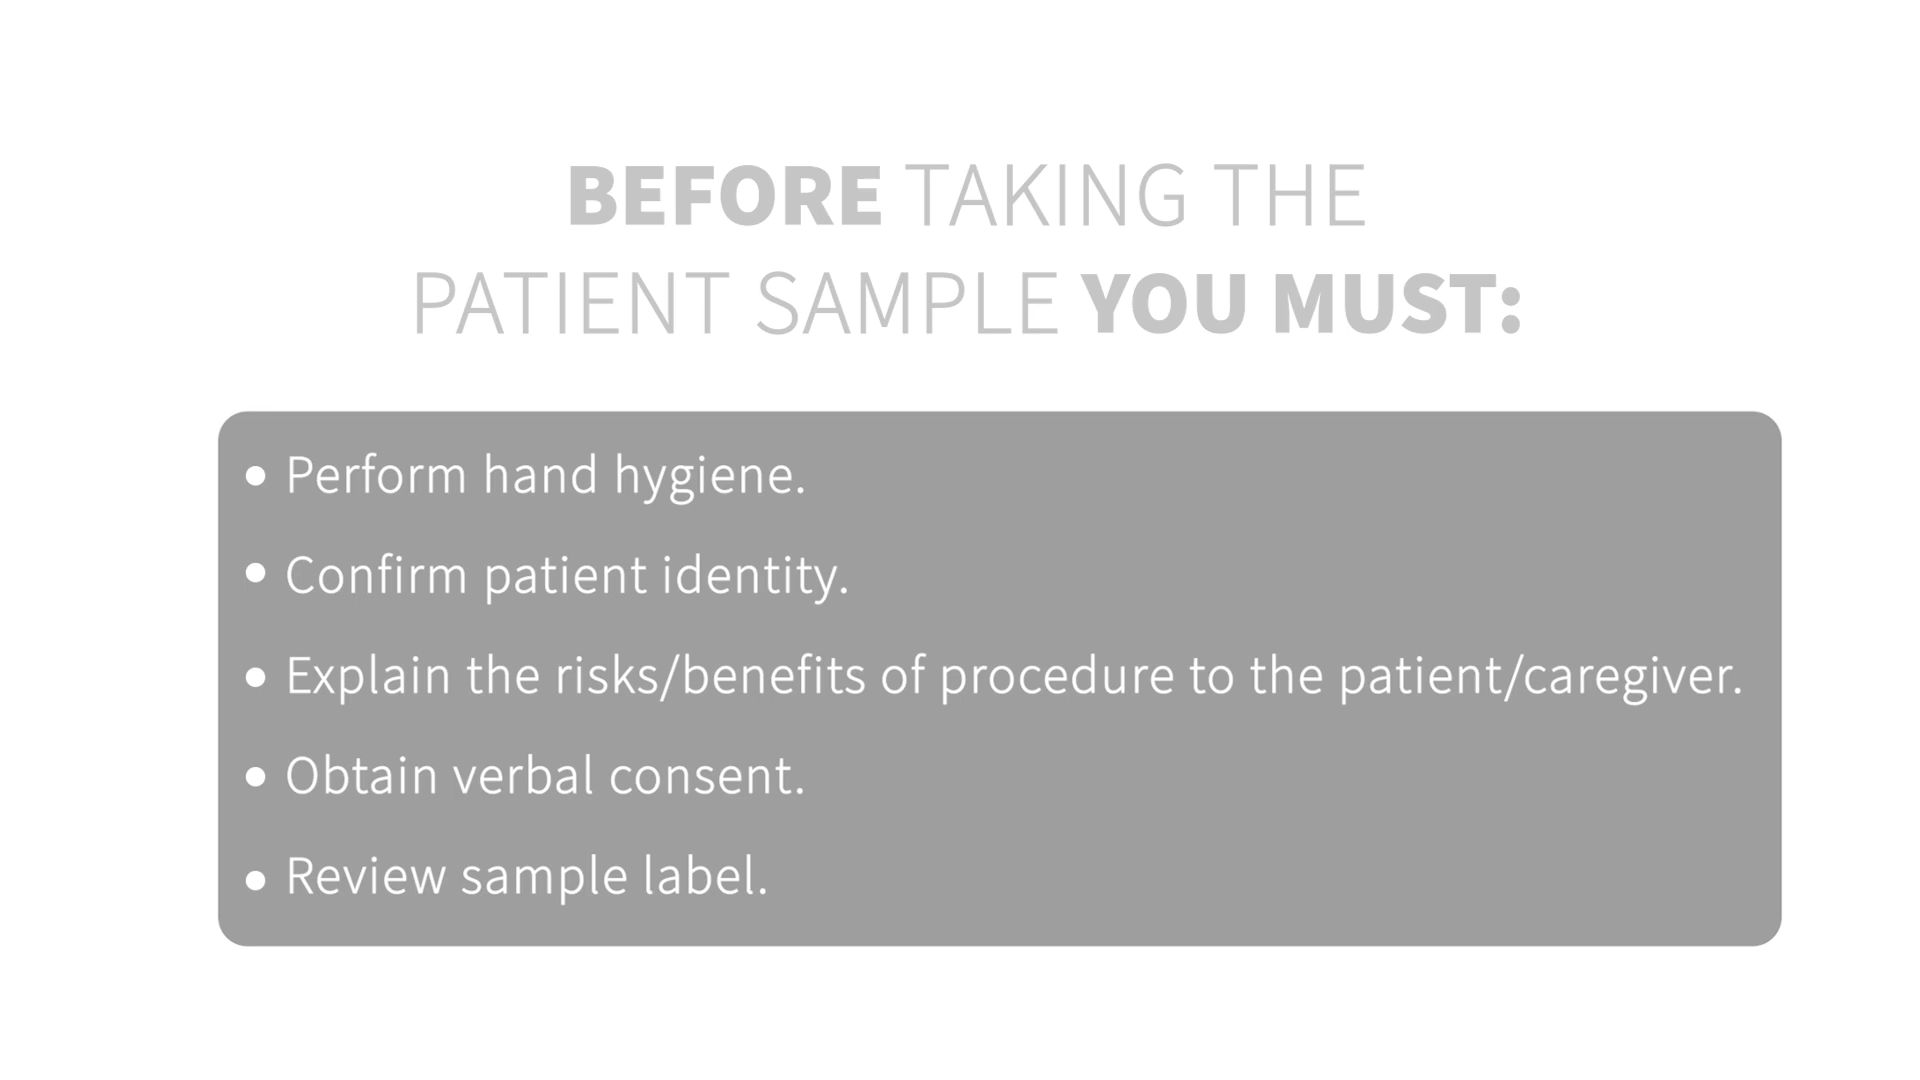 BEFORE TAKING THE
PATIENT SAMPLE YOU MUST:
• Perform hand hygiene.
• Confirm patient identity.
• Explain the risks/benefits of procedure to the patient/caregiver.
• Obtain verbal consent.
• Review sample label.